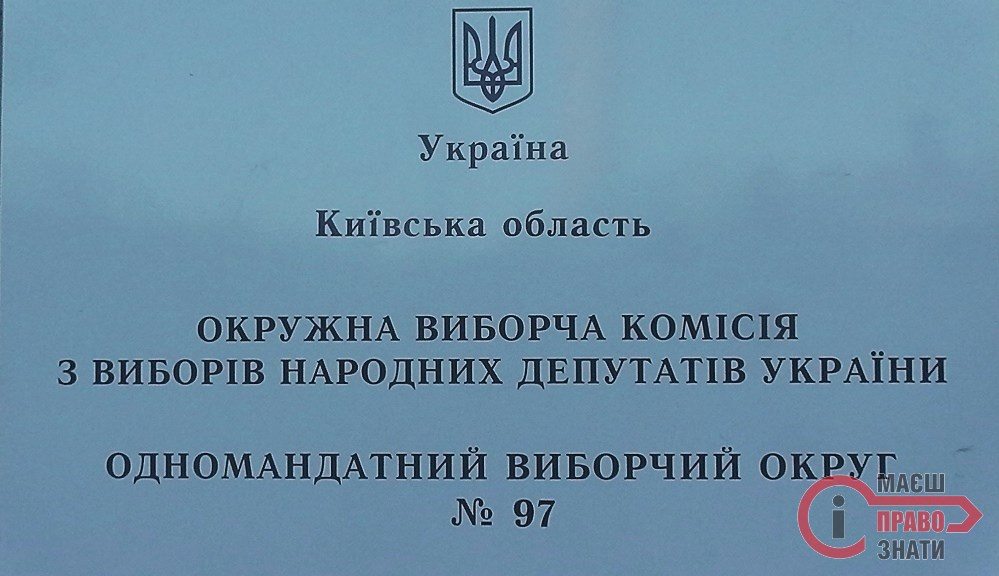 Україна
Київська область
ОКРУЖНА ВИБОРЧА КОМІСІЯ
З ВИБОРІВ НАРОДНИХ ДЕПУТАТІВ УКРАЇНИ
ОДНОМАНДАТНИЙ ВИБОРЧИЙ ОКРУГ
№ 97
і
МАЄШ
ПРАВО
ЗНАТИ